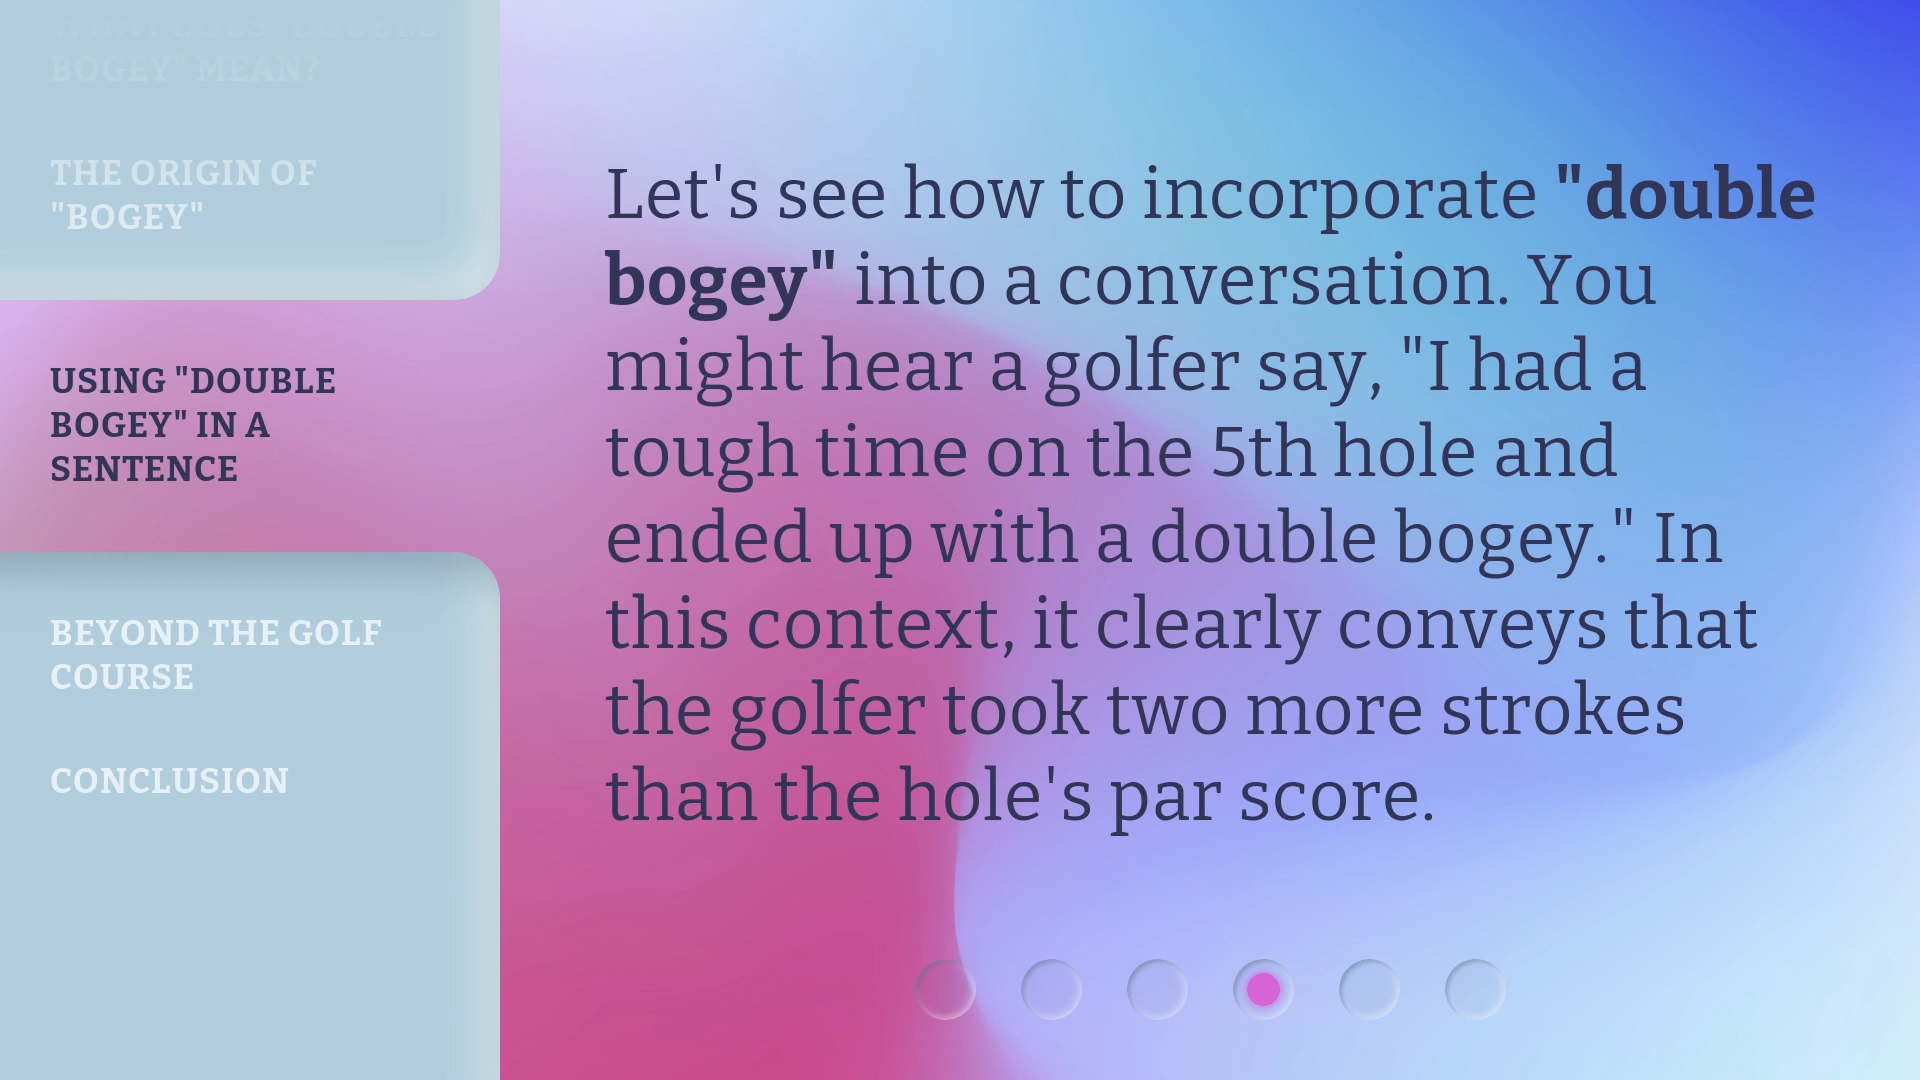 WHAT DOES "DOUBLE
BOGEY" MEAN?
THE ORIGIN OF
"BOGEY"
USING "DOUBLE
BOGEY" IN A
SENTENCE
BEYOND THE GOLF
COURSE
CONCLUSION
Let's see how to incorporate "double
bogey" into a conversation. You
might hear a golfer say, "I had a
tough time on the 5th hole and
ended up with a double bogey." In
this context, it clearly conveys that
the golfer took two more strokes
than the hole's par score.